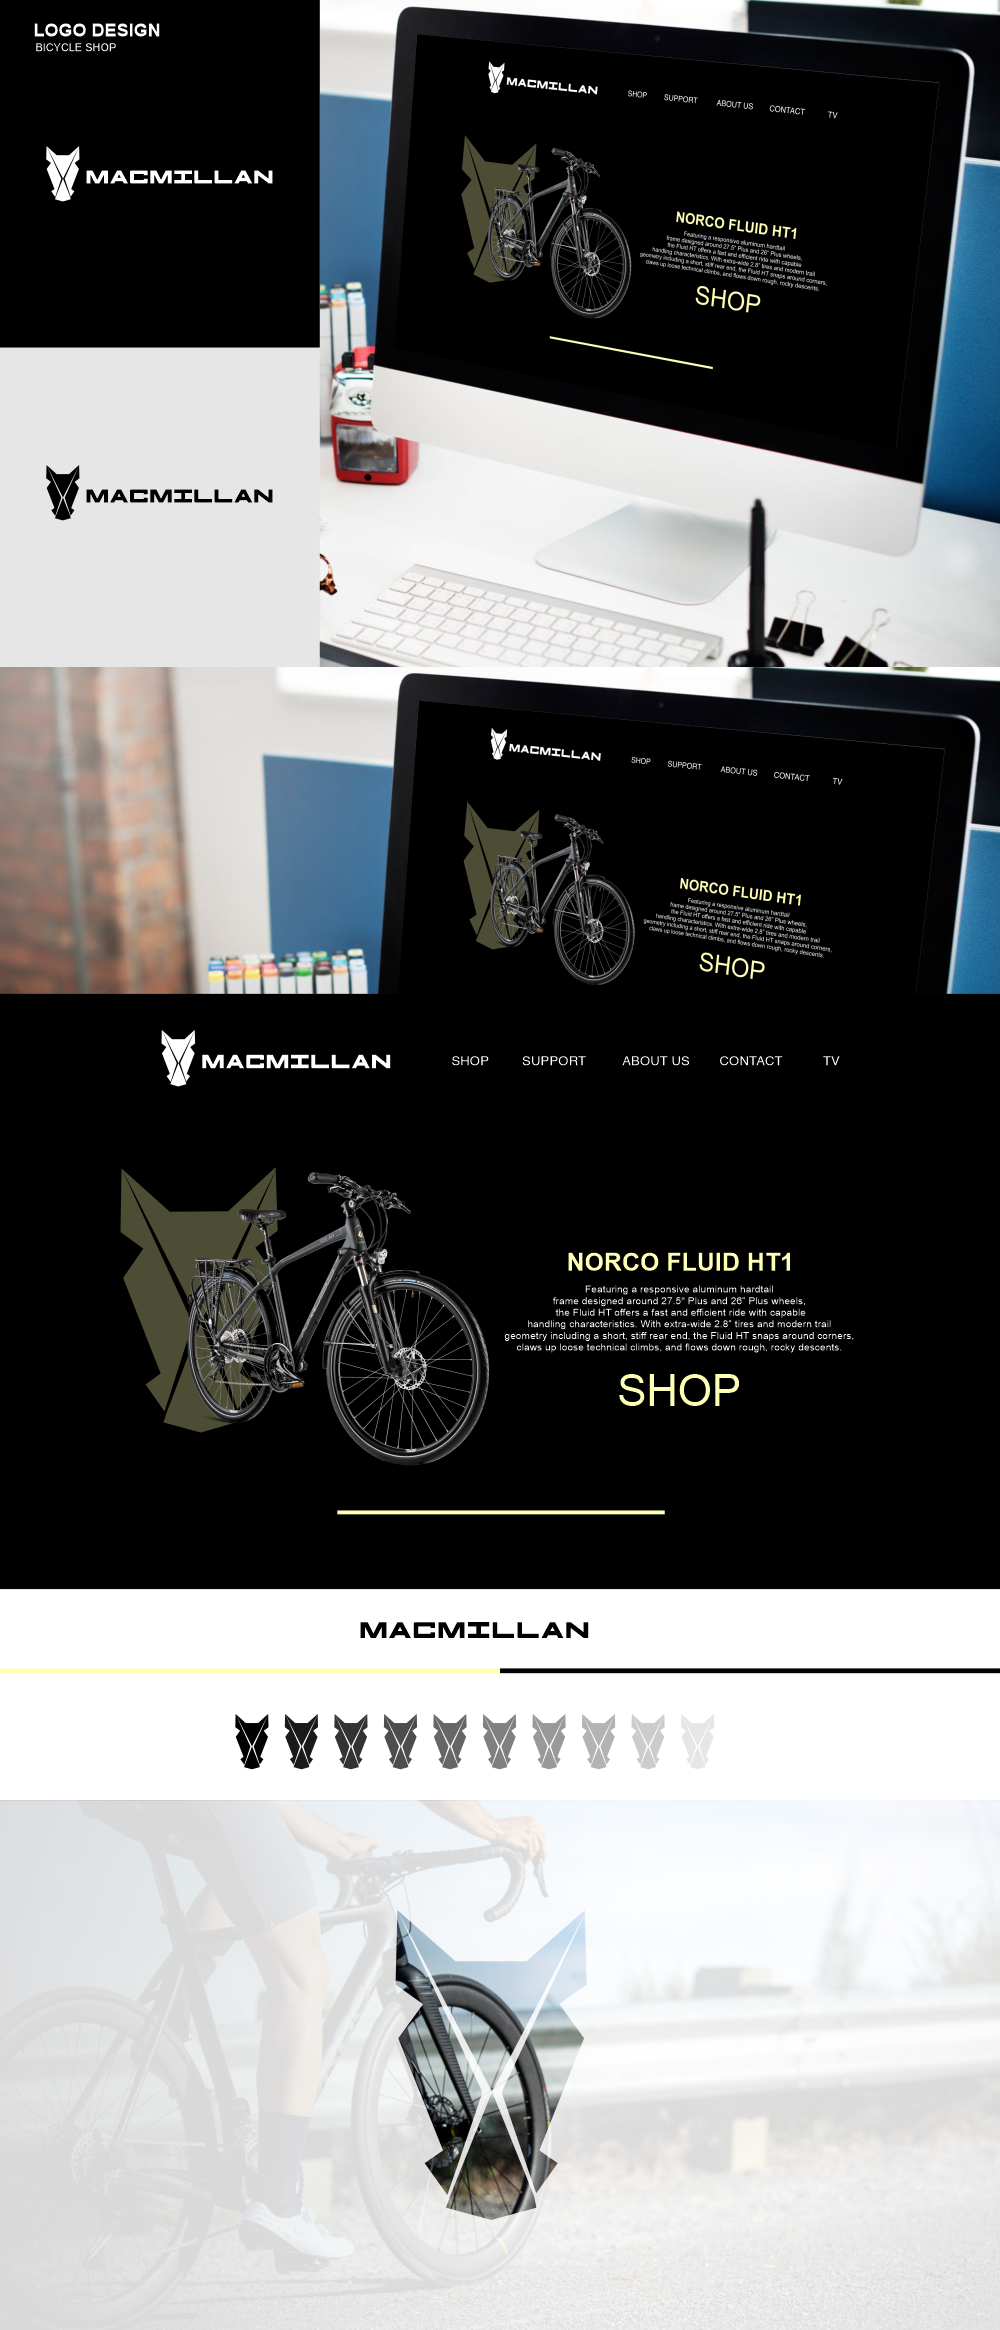 LOGO DESIGN
BICYCLE SHOP
MACMILLAN
MACMILLAN
MACMILLAN SHOP SUPPORT ABOUT US CONTACT TV
NORCO FLUID HT1
Featuring a responsive aluminum hardtail
frame designed around 27.5" Plus and 26" Plus wheels,
the Fluid HT offers a fast and efficient ride with capable
handling characteristics. With extra-wide 2.8" tires and modern trail
geometry including a short, stiff rear end, the Fluid HT snaps around corners,
claws up loose technical climbs, and flows down rough, rocky descents.
SHOP
MACMILLAN SHOP SUPPORT ABOUT US CONTACT TV
NORCO FLUID HT1
Featuring a responsive aluminum hardtail
frame designed around 27.5" Plus and 26" Plus wheels,
the Fluid HT offers a fast and efficient ride with capable
handling characteristics. With extra-wide 2.8" tires and modern trail
geometry including a short, stiff rear end, the Fluid HT snaps around corners,
claws up loose technical climbs, and flows down rough, rocky descents.
SHOP
MACMILLAN SHOP SUPPORT ABOUT US CONTACT TV
NORCO FLUID HT1
Featuring a responsive aluminum hardtail
frame designed around 27.5" Plus and 26" Plus wheels,
the Fluid HT offers a fast and efficient ride with capable
handling characteristics. With extra-wide 2.8" tires and modern trail
geometry including a short, stiff rear end, the Fluid HT snaps around corners,
claws up loose technical climbs, and flows down rough, rocky descents.
SHOP
MACMILLAN